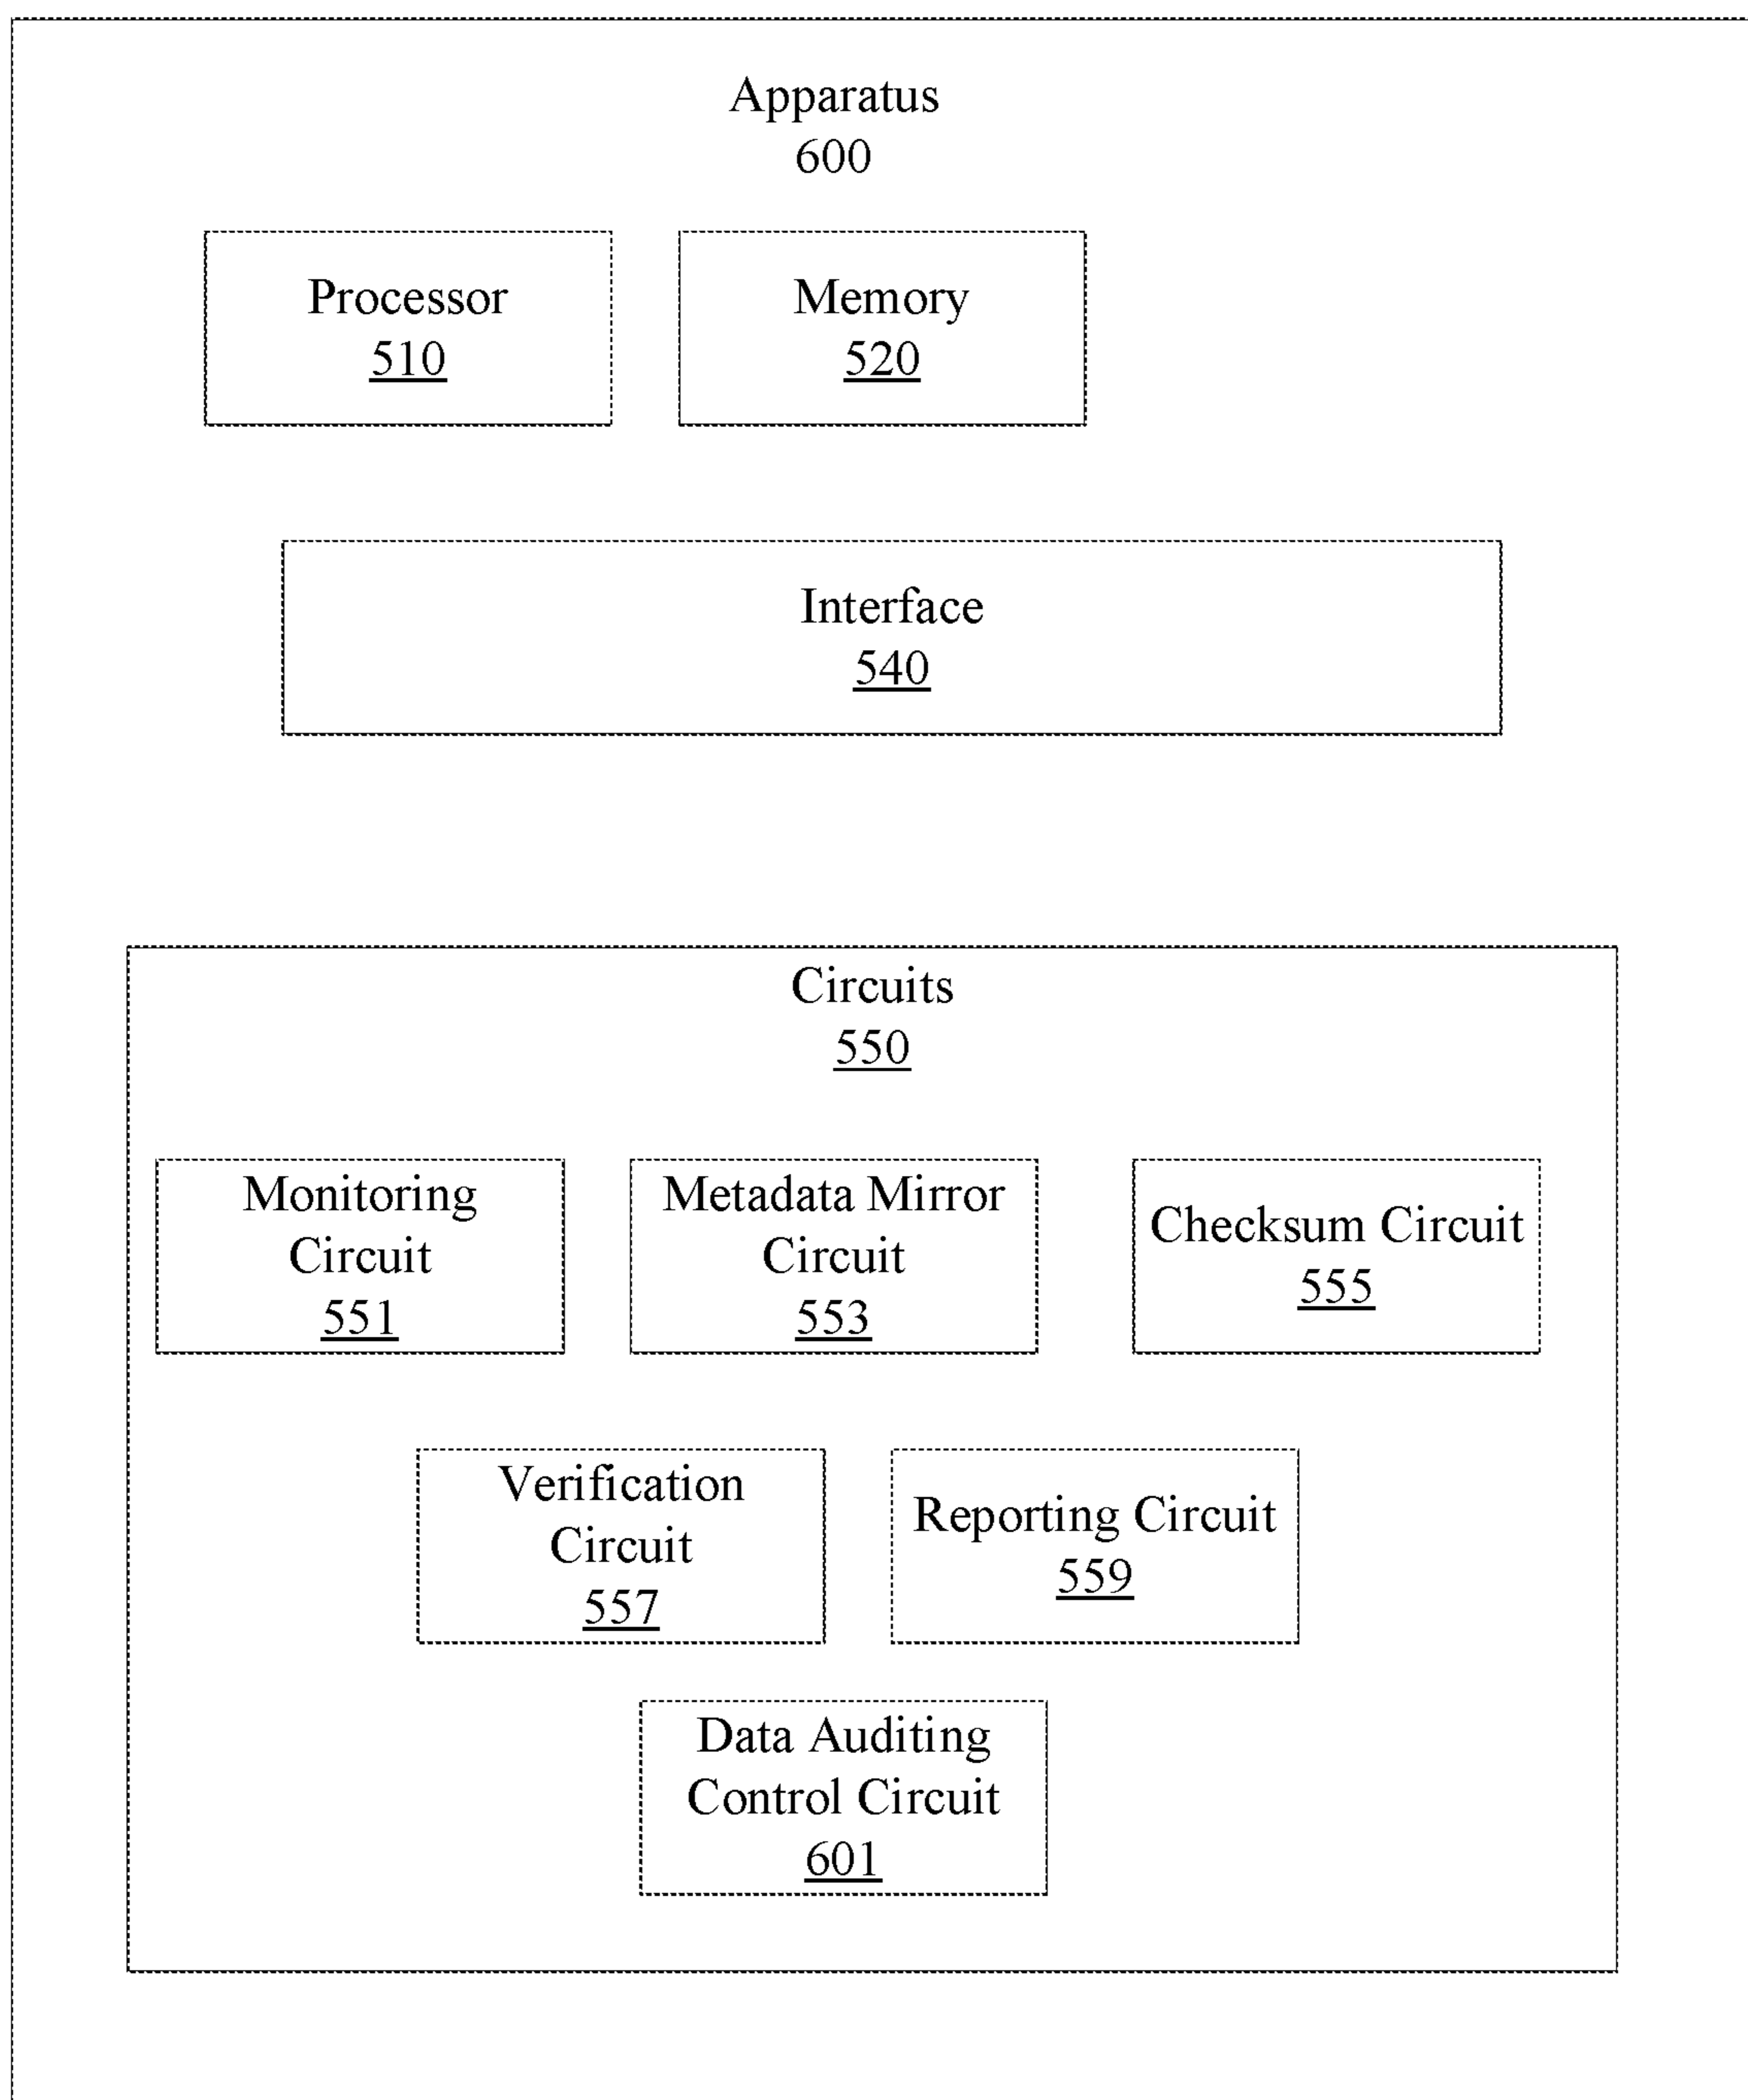 Apparatus
600
Processor
510
Memory
520
Interface
540
Circuits
550
Monitoring
Circuit
551
Metadata Mirror
Circuit
553
Checksum Circuit
555
Verification
Circuit
557
Reporting Circuit
559
Data Auditing
Control Circuit
601